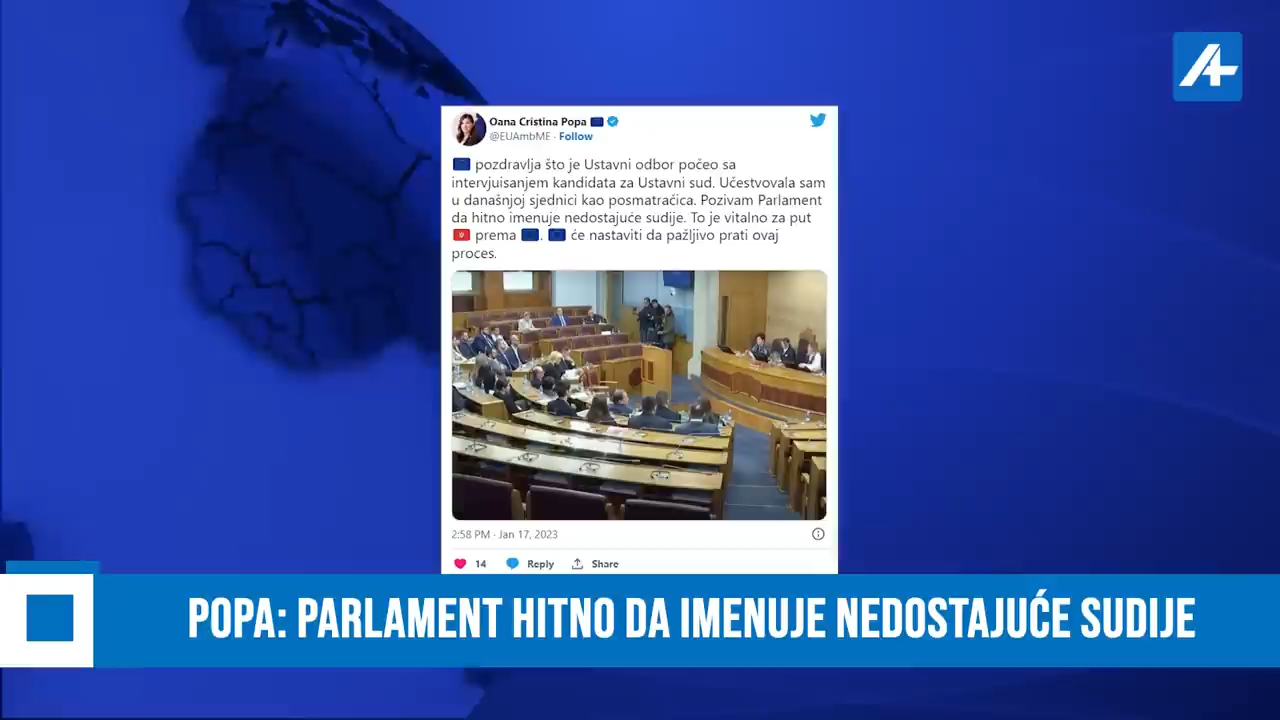 A+
Oana Cristina Popa 🇪🇺
@EUAmbME · Follow
🇪🇺 pozdravlja što je Ustavni odbor počeo sa
intervjuisanjem kandidata za Ustavni sud. Učestvovala sam
u današnjoj sjednici kao posmatračica. Pozivam Parlament
da hitno imenuje nedostajuće sudije. To je vitalno za put
🇲🇪 prema 🇪🇺. 🇪🇺 će nastaviti da pažljivo prati ovaj
proces.
2:58 PM · Jan 17, 2023
14 Reply Share
POPA: PARLAMENT HITNO DA IMENUJE NEDOSTAJUĆE SUDIJE